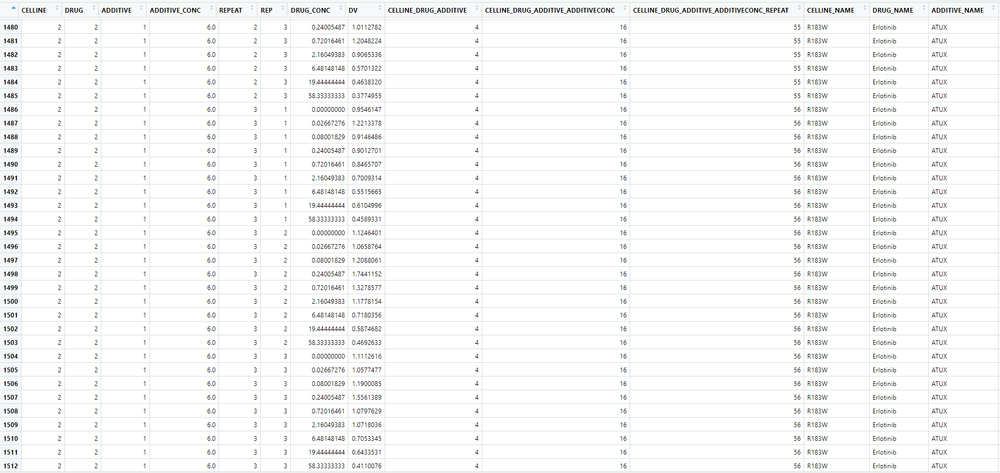 CELLINE DRUG ADDITIVE ADDITIVE_CONC REPEAT REP DRUG_CONC DV CELLINE_DRUG_ADDITIVE CELLINE_DRUG_ADDITIVE_ADDITIVECONC CELLINE_DRUG_ADDITIVE_ADDITIVECONC_REPEAT CELLINE_NAME DRUG_NAME ADDITIVE_NAME
1480 2 2 1 6.0 2 3 0.24005487 1.0112782 4 16 55 R183W Erlotinib ATUX
1481 2 2 1 6.0 2 3 0.72016461 1.2048224 4 16 55 R183W Erlotinib ATUX
1482 2 2 1 6.0 2 3 2.16049383 0.9065336 4 16 55 R183W Erlotinib ATUX
1483 2 2 1 6.0 2 3 6.48148148 0.5701322 4 16 55 R183W Erlotinib ATUX
1484 2 2 1 6.0 2 3 19.44444444 0.4638320 4 16 55 R183W Erlotinib ATUX
1485 2 2 1 6.0 2 3 58.33333333 0.3774955 4 16 55 R183W Erlotinib ATUX
1486 2 2 1 6.0 3 1 0.00000000 0.9546147 4 16 56 R183W Erlotinib ATUX
1487 2 2 1 6.0 3 1 0.02667276 1.2213378 4 16 56 R183W Erlotinib ATUX
1488 2 2 1 6.0 3 1 0.08001829 0.9146486 4 16 56 R183W Erlotinib ATUX
1489 2 2 1 6.0 3 1 0.24005487 0.9012701 4 16 56 R183W Erlotinib ATUX
1490 2 2 1 6.0 3 1 0.72016461 0.8465707 4 16 56 R183W Erlotinib ATUX
1491 2 2 1 6.0 3 1 2.16049383 0.7009314 4 16 56 R183W Erlotinib ATUX
1492 2 2 1 6.0 3 1 6.48148148 0.5515665 4 16 56 R183W Erlotinib ATUX
1493 2 2 1 6.0 3 1 19.44444444 0.6104996 4 16 56 R183W Erlotinib ATUX
1494 2 2 1 6.0 3 1 58.33333333 0.4589331 4 16 56 R183W Erlotinib ATUX
1495 2 2 1 6.0 3 2 0.00000000 1.1246401 4 16 56 R183W Erlotinib ATUX
1496 2 2 1 6.0 3 2 0.02667276 1.0658764 4 16 56 R183W Erlotinib ATUX
1497 2 2 1 6.0 3 2 0.08001829 1.2088061 4 16 56 R183W Erlotinib ATUX
1498 2 2 1 6.0 3 2 0.24005487 1.7441152 4 16 56 R183W Erlotinib ATUX
1499 2 2 1 6.0 3 2 0.72016461 1.3278577 4 16 56 R183W Erlotinib ATUX
1500 2 2 1 6.0 3 2 2.16049383 1.1778154 4 16 56 R183W Erlotinib ATUX
1501 2 2 1 6.0 3 2 6.48148148 0.7180356 4 16 56 R183W Erlotinib ATUX
1502 2 2 1 6.0 3 2 19.44444444 0.5874682 4 16 56 R183W Erlotinib ATUX
1503 2 2 1 6.0 3 2 58.33333333 0.4692633 4 16 56 R183W Erlotinib ATUX
1504 2 2 1 6.0 3 3 0.00000000 1.1112616 4 16 56 R183W Erlotinib ATUX
1505 2 2 1 6.0 3 3 0.02667276 1.0577477 4 16 56 R183W Erlotinib ATUX
1506 2 2 1 6.0 3 3 0.08001829 1.1900085 4 16 56 R183W Erlotinib ATUX
1507 2 2 1 6.0 3 3 0.24005487 1.5561389 4 16 56 R183W Erlotinib ATUX
1508 2 2 1 6.0 3 3 0.72016461 1.0797629 4 16 56 R183W Erlotinib ATUX
1509 2 2 1 6.0 3 3 2.16049383 1.0718036 4 16 56 R183W Erlotinib ATUX
1510 2 2 1 6.0 3 3 6.48148148 0.7053345 4 16 56 R183W Erlotinib ATUX
1511 2 2 1 6.0 3 3 19.44444444 0.6433531 4 16 56 R183W Erlotinib ATUX
1512 2 2 1 6.0 3 3 58.33333333 0.4110076 4 16 56 R183W Erlotinib ATUX